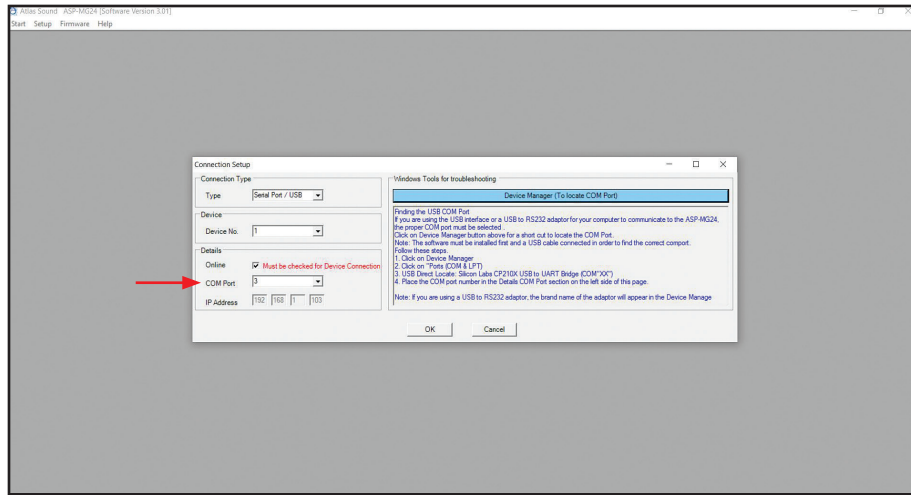 Atlas Sound ASP-MG24 [Software Version 3.01]
Start Setup Firmware Help
Connection Setup
Connection Type
Type Serial Port / USB
Device
Device No. 1
Details
Online Must be checked for Device Connection
COM Port 3
IP Address 192 168 1 103
Windows Tools for troubleshooting
Device Manager (To locate COM Port)
Finding the USB COM Port
If you are using the USB interface or a USB to RS232 adaptor for your computer to communicate to the ASP-MG24,
the proper COM port must be selected .
Click on Device Manager button above for a short cut to locate the COM Port.
Note: The software must be installed first and a USB cable connected in order to find the correct comport.
Follow these steps.
1. Click on Device Manager
2. Click on "Ports (COM & LPT)
3. USB Direct Locate: Silicon Labs CP210X USB to UART Bridge (COM"XX")
4. Place the COM port number in the Details COM Port section on the left side of this page.
Note: If you are using a USB to RS232 adaptor, the brand name of the adaptor will appear in the Device Manage
OK Cancel